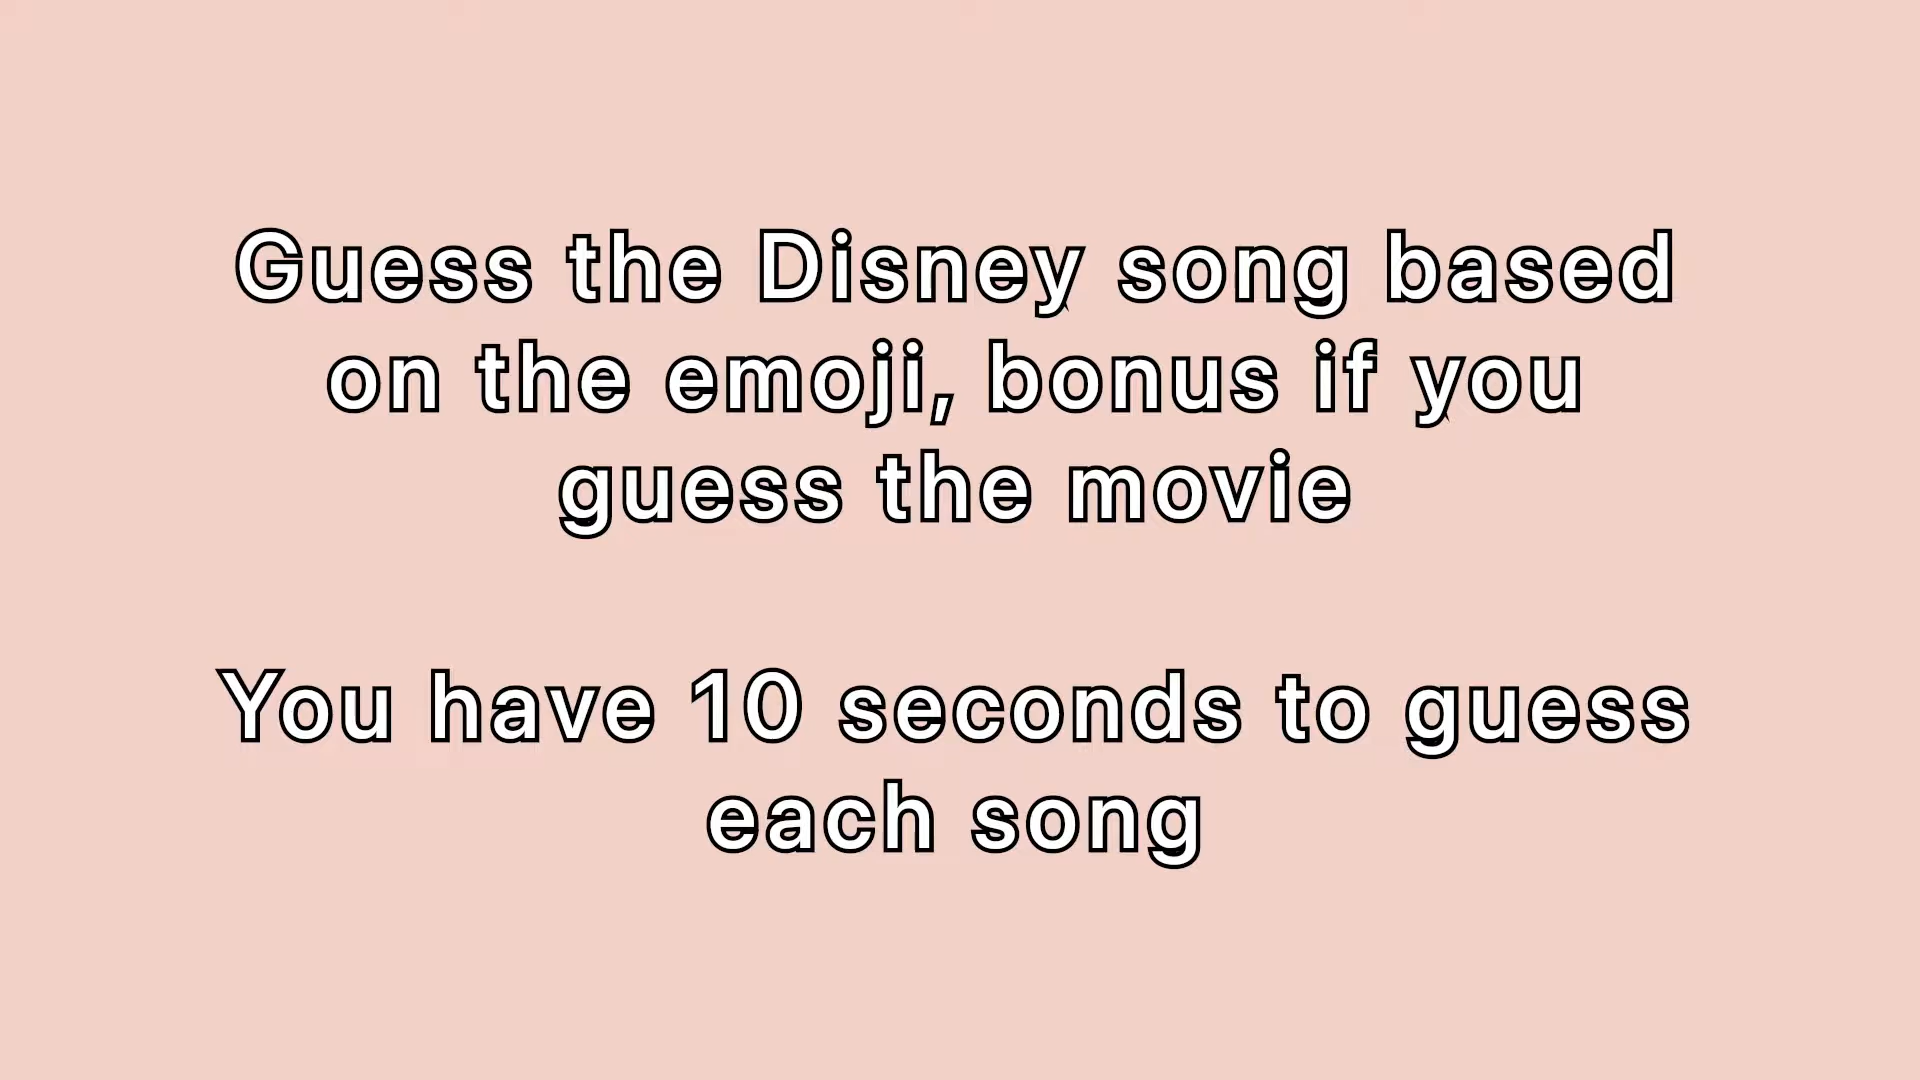 Guess the Disney song based
on the emoji, bonus if you
guess the movie
You have 10 seconds to guess
each song